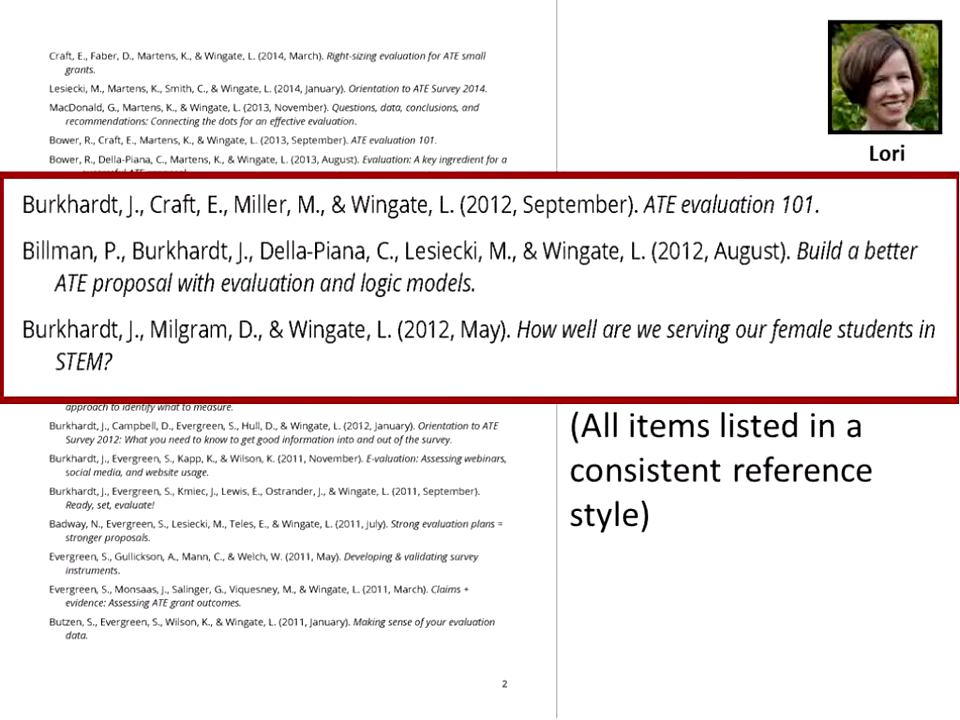 Craft, E., Faber, D., Martens, K., & Wingate, L. (2014, March). Right-sizing evaluation for ATE small
grants.
Lesiecki, M., Martens, K., Smith, C., & Wingate, L. (2014, January). Orientation to ATE Survey 2014.
MacDonald, G., Martens, K., & Wingate, L. (2013, November). Questions, data, conclusions, and
recommendations: Connecting the dots for an effective evaluation.
Bower, R., Craft, E., Martens, K., & Wingate, L. (2013, September). ATE evaluation 101.
Bower, R., Della-Piana, C., Martens, K., & Wingate, L. (2013, August). Evaluation: A key ingredient for a
Lori
Burkhardt, J., Craft, E., Miller, M., & Wingate, L. (2012, September). ATE evaluation 101.
Billman, P., Burkhardt, J., Della-Piana, C., Lesiecki, M., & Wingate, L. (2012, August). Build a better
ATE proposal with evaluation and logic models.
Burkhardt, J., Milgram, D., & Wingate, L. (2012, May). How well are we serving our female students in
STEM?
approach to identify what to measure.
Burkhardt, J., Campbell, D., Evergreen, S., Hull, D., & Wingate, L. (2012, January). Orientation to ATE
Survey 2012: What you need to know to get good information into and out of the survey.
Burkhardt, J., Evergreen, S., Kapp, K., & Wilson, K. (2011, November). E-valuation: Assessing webinars,
social media, and website usage.
Burkhardt, J., Evergreen, S., Kmiec, J., Lewis, E., Ostrander, J., & Wingate, L. (2011, September).
Ready, set, evaluate!
Badway, N., Evergreen, S., Lesiecki, M., Teles, E., & Wingate, L. (2011, July). Strong evaluation plans =
stronger proposals.
Evergreen, S., Gullickson, A., Mann, C., & Welch, W. (2011, May). Developing & validating survey
instruments.
Evergreen, S., Monsaas, J., Salinger, G., Viquesney, M., & Wingate, L. (2011, March). Claims +
evidence: Assessing ATE grant outcomes.
Butzen, S., Evergreen, S., Wilson, K., & Wingate, L. (2011, January). Making sense of your evaluation
data.
2
(All items listed in a
consistent reference
style)